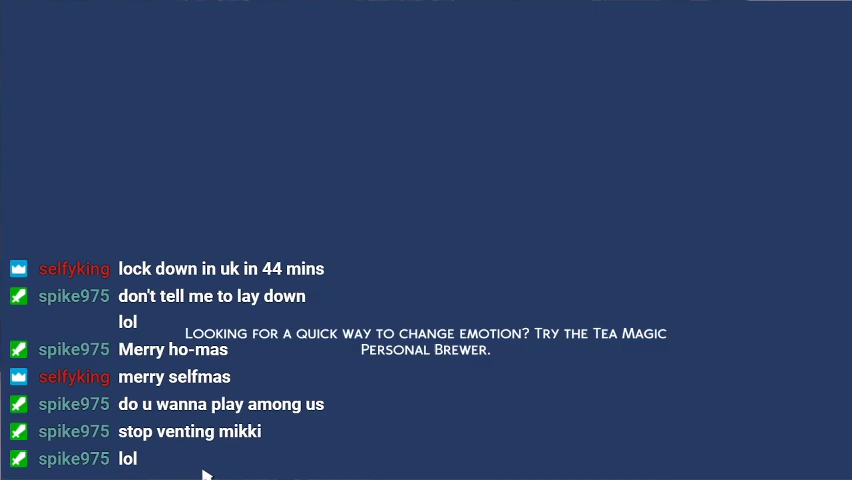 selfyking lock down in uk in 44 mins
spike975 don't tell me to lay down
lol
Looking for a quick way to change emotion? Try the Tea Magic
Personal Brewer.
spike975 Merry ho-mas
selfyking merry selfmas
spike975 do u wanna play among us
spike975 stop venting mikki
spike975 lol